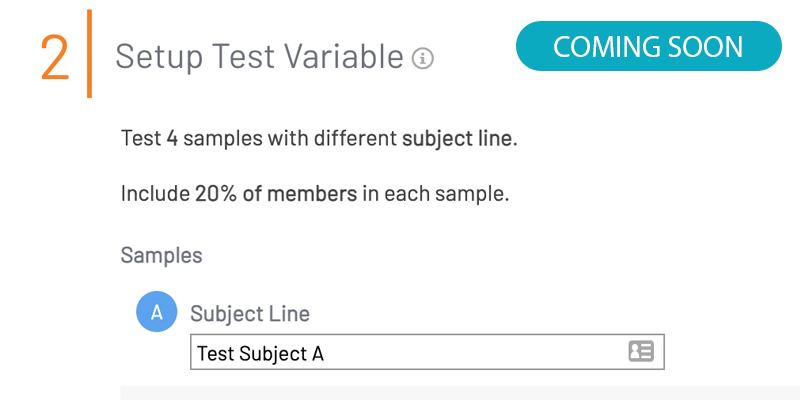 2
Setup Test Variable
COMING SOON
Test 4 samples with different subject line.
Include 20% of members in each sample.
Samples
A
Subject Line
Test Subject A